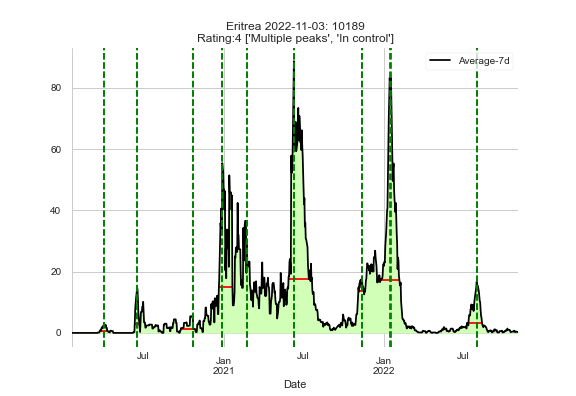 Eritrea 2022-11-03: 10189
Rating:4 ['Multiple peaks', 'In control']
Average-7d
80
60
40
20
0
Jul
Jan
2021
Jul
Jan
2022
Jul
Date